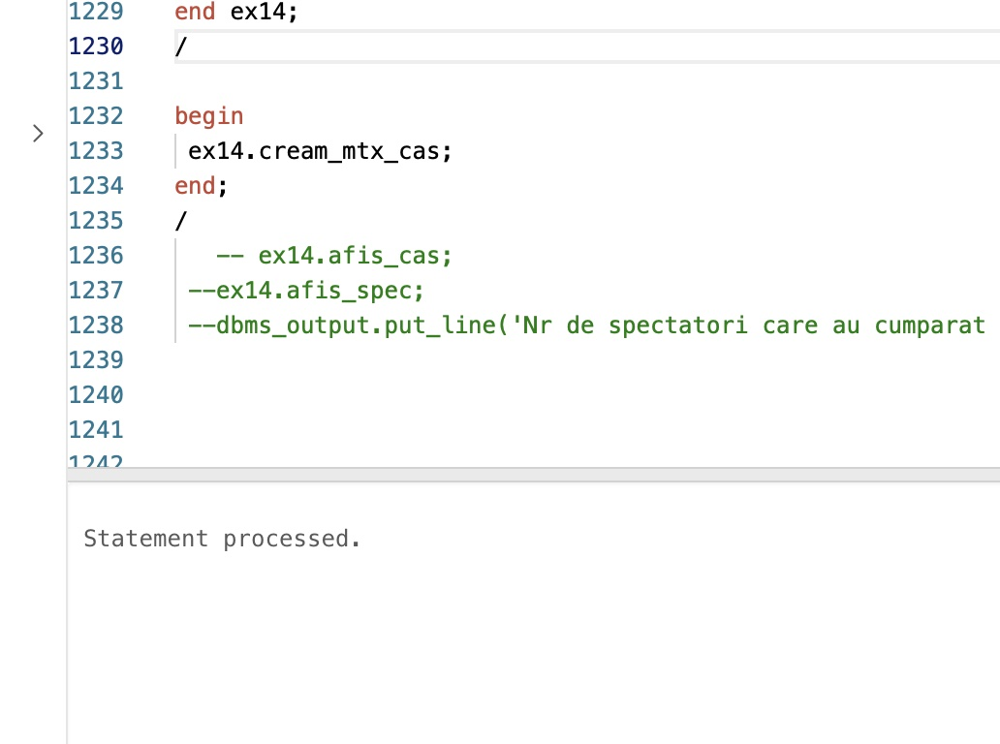 1229 end ex14;
1230 /
1231
1232 begin
1233 ex14.cream_mtx_cas;
1234 end;
1235 /
1236 -- ex14.afis_cas;
1237 --ex14.afis_spec;
1238 --dbms_output.put_line('Nr de spectatori care au cumparat
1239
1240
1241
1242
Statement processed.